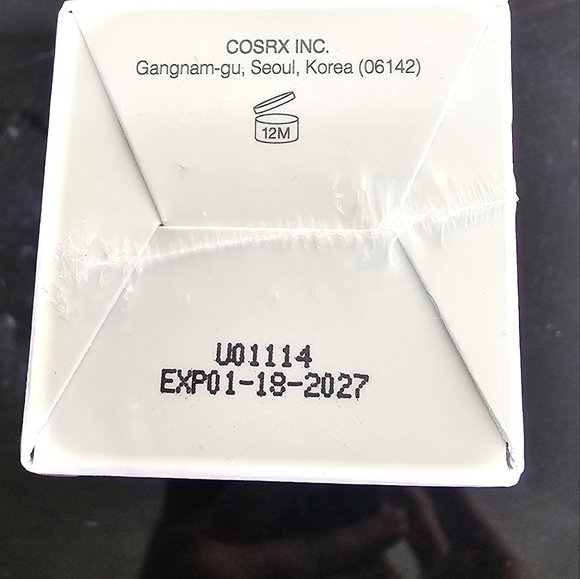 COSRX INC.
Gangnam-gu, Seoul, Korea (06142)
12M
U01114
EXP01-18-2027